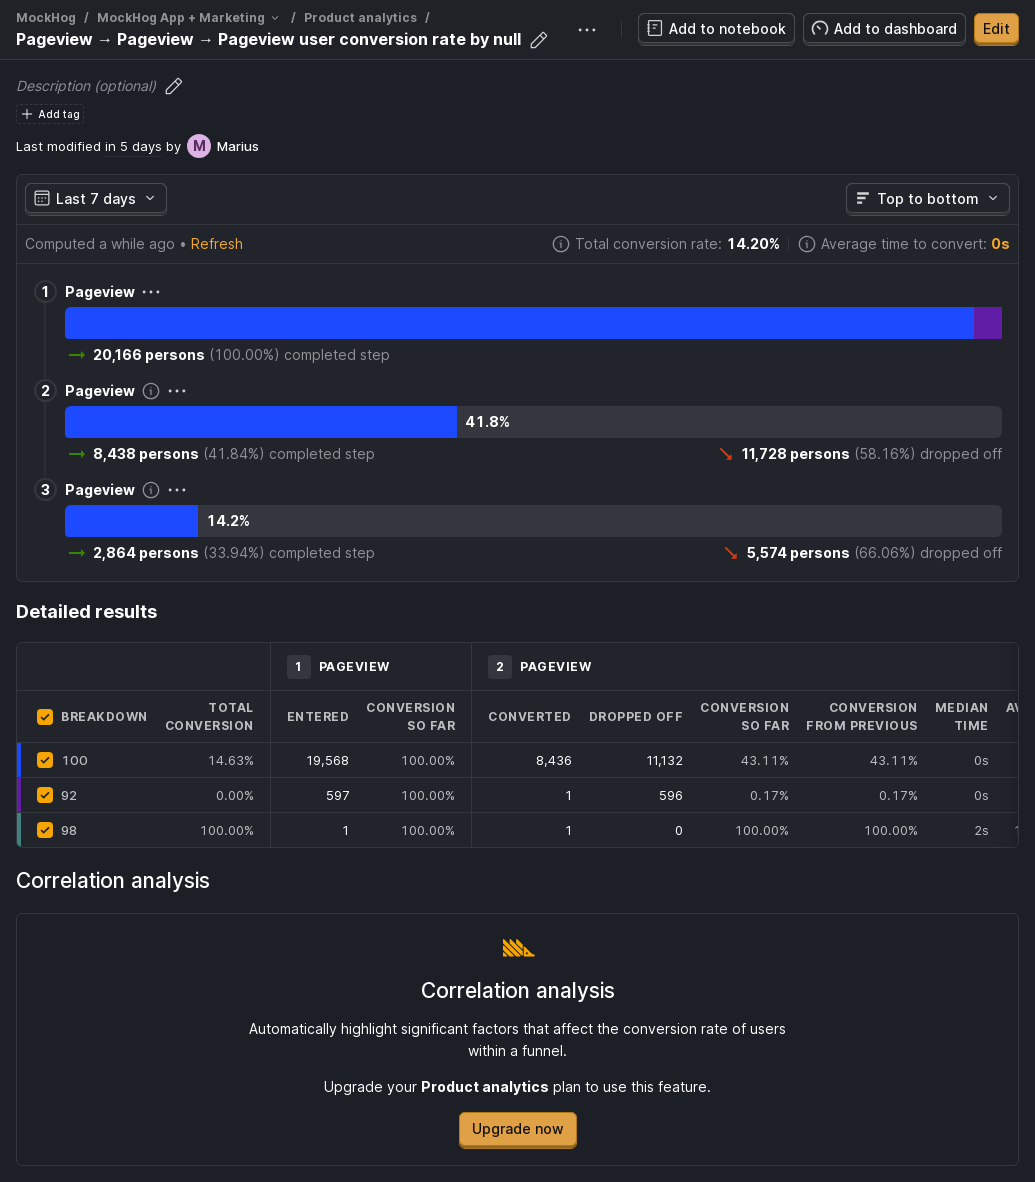 MockHog / MockHog App + Marketing / Product analytics /
Pageview → Pageview → Pageview user conversion rate by null
Add to notebook
Add to dashboard
Edit
Description (optional)
Add tag
Last modified in 5 days by M Marius
Last 7 days
Top to bottom
Computed a while ago • Refresh
Total conversion rate: 14.20%
Average time to convert: 0s
1 Pageview
20,166 persons (100.00%) completed step
2 Pageview
41.8%
8,438 persons (41.84%) completed step
11,728 persons (58.16%) dropped off
3 Pageview
14.2%
2,864 persons (33.94%) completed step
5,574 persons (66.06%) dropped off
Detailed results
1 PAGEVIEW
2 PAGEVIEW
BREAKDOWN
TOTAL CONVERSION
ENTERED
CONVERSION SO FAR
CONVERTED
DROPPED OFF
CONVERSION SO FAR
CONVERSION FROM PREVIOUS
MEDIAN TIME
100 14.63% 19,568 100.00% 8,436 11,132 43.11% 43.11% 0s
92 0.00% 597 100.00% 1 596 0.17% 0.17% 0s
98 100.00% 1 100.00% 1 0 100.00% 100.00% 2s
Correlation analysis
Correlation analysis
Automatically highlight significant factors that affect the conversion rate of users
within a funnel.
Upgrade your Product analytics plan to use this feature.
Upgrade now